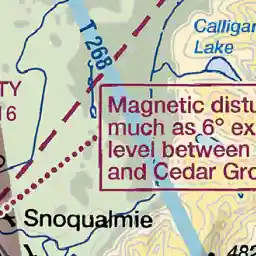 T 268
Calligan
Lake
TY
16
Magnetic distu
much as 6° ex
level between
and Cedar Gro
Snoqualmie
482